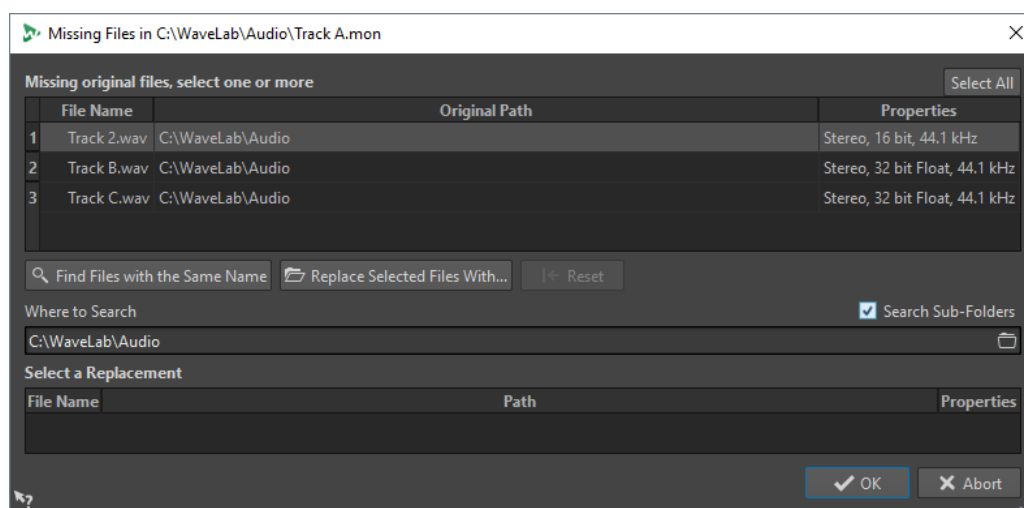 Missing Files in C:\WaveLab\Audio\Track A.mon
Missing original files, select one or more Select All
File Name Original Path Properties
1 Track 2.wav C:\WaveLab\Audio Stereo, 16 bit, 44.1 kHz
2 Track B.wav C:\WaveLab\Audio Stereo, 32 bit Float, 44.1 kHz
3 Track C.wav C:\WaveLab\Audio Stereo, 32 bit Float, 44.1 kHz
Find Files with the Same Name Replace Selected Files With... Reset
Where to Search Search Sub-Folders
C:\WaveLab\Audio
Select a Replacement
File Name Path Properties
OK Abort
?